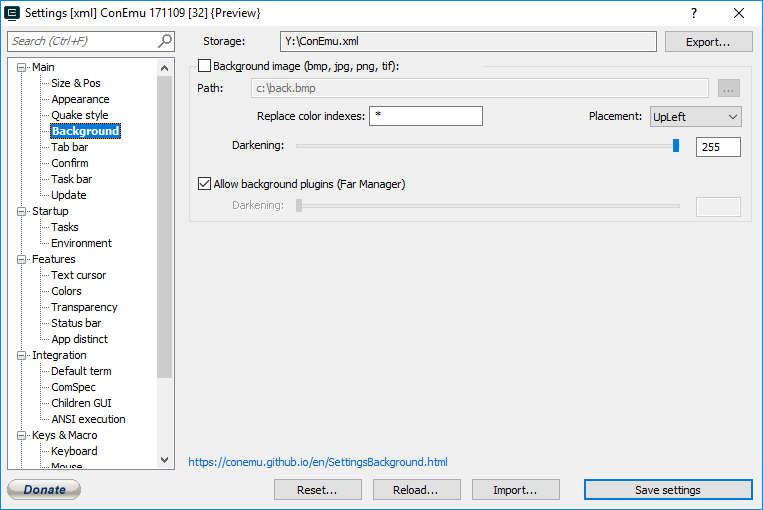 Settings [xml] ConEmu 171109 [32] {Preview}
Search (Ctrl+F)
Storage:
Y:\ConEmu.xml
Export...
Main
Size & Pos
Appearance
Quake style
Background
Tab bar
Confirm
Task bar
Update
Startup
Tasks
Environment
Features
Text cursor
Colors
Transparency
Status bar
App distinct
Integration
Default term
ComSpec
Children GUI
ANSI execution
Keys & Macro
Keyboard
Mouse
Background image (bmp, jpg, png, tif):
Path:
c:\back.bmp
...
Replace color indexes:
*
Placement:
UpLeft
Darkening:
255
Allow background plugins (Far Manager)
Darkening:
https://conemu.github.io/en/SettingsBackground.html
Donate
Reset...
Reload...
Import...
Save settings